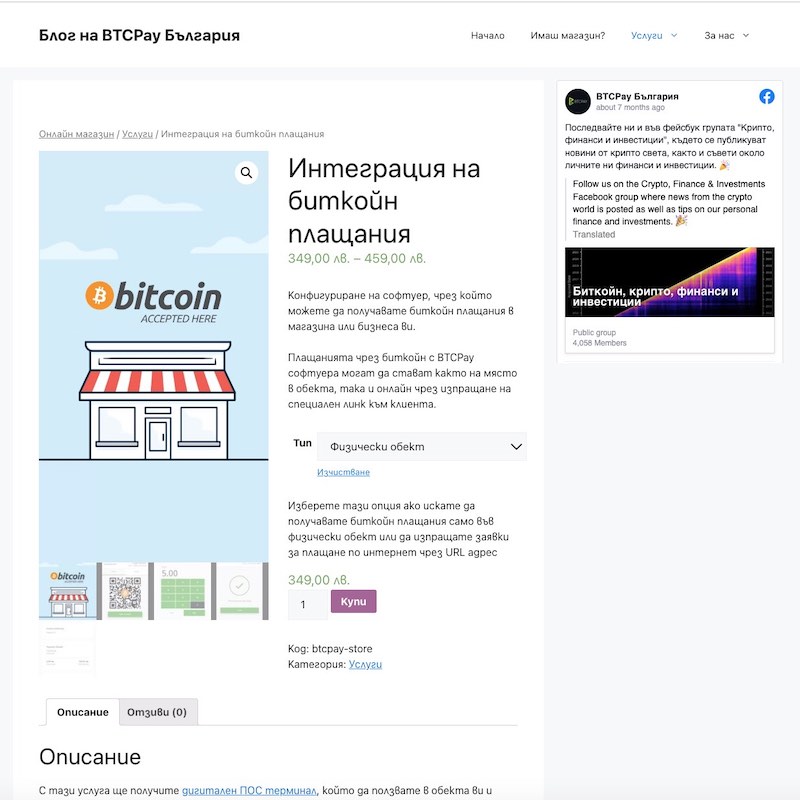 Блог на BTCPay България
Начало
Имаш магазин?
Услуги
За нас
Онлайн магазин / Услуги / Интеграция на биткойн плащания
bitcoin
ACCEPTED HERE
Интеграция на
биткойн
плащания
349,00 лв. – 459,00 лв.
Конфигуриране на софтуер, чрез който
можете да получавате биткойн плащания в
магазина или бизнеса ви.
Плащанията чрез биткойн с BTCPay
софтуера могат да стават както на място
в обекта, така и онлайн чрез изпращане на
специален линк към клиента.
Тип
Физически обект
Изчистване
Изберете тази опция ако искате да
получавате биткойн плащания само във
физически обект или да изпращате заявки
за плащане по интернет чрез URL адрес
349,00 лв.
1
Купи
Код: btcpay-store
Категория: Услуги
bitcoin
ACCEPTED HERE
5.00
Описание
Отзиви (0)
Описание
С тази услуга ще получите дигитален ПОС терминал, който да ползвате в обекта ви и
BTCPay България
about 7 months ago
Последвайте ни и във фейсбук групата "Крипто,
финанси и инвестиции", където се публикуват
новини от крипто света, както и съвети около
личните ни финанси и инвестиции. 🎉
Follow us on the Crypto, Finance & Investments
Facebook group where news from the crypto
world is posted as well as tips on our personal
finance and investments. 🎉
Translated
Биткойн, крипто, финанси и
инвестиции
Public group
4,058 Members